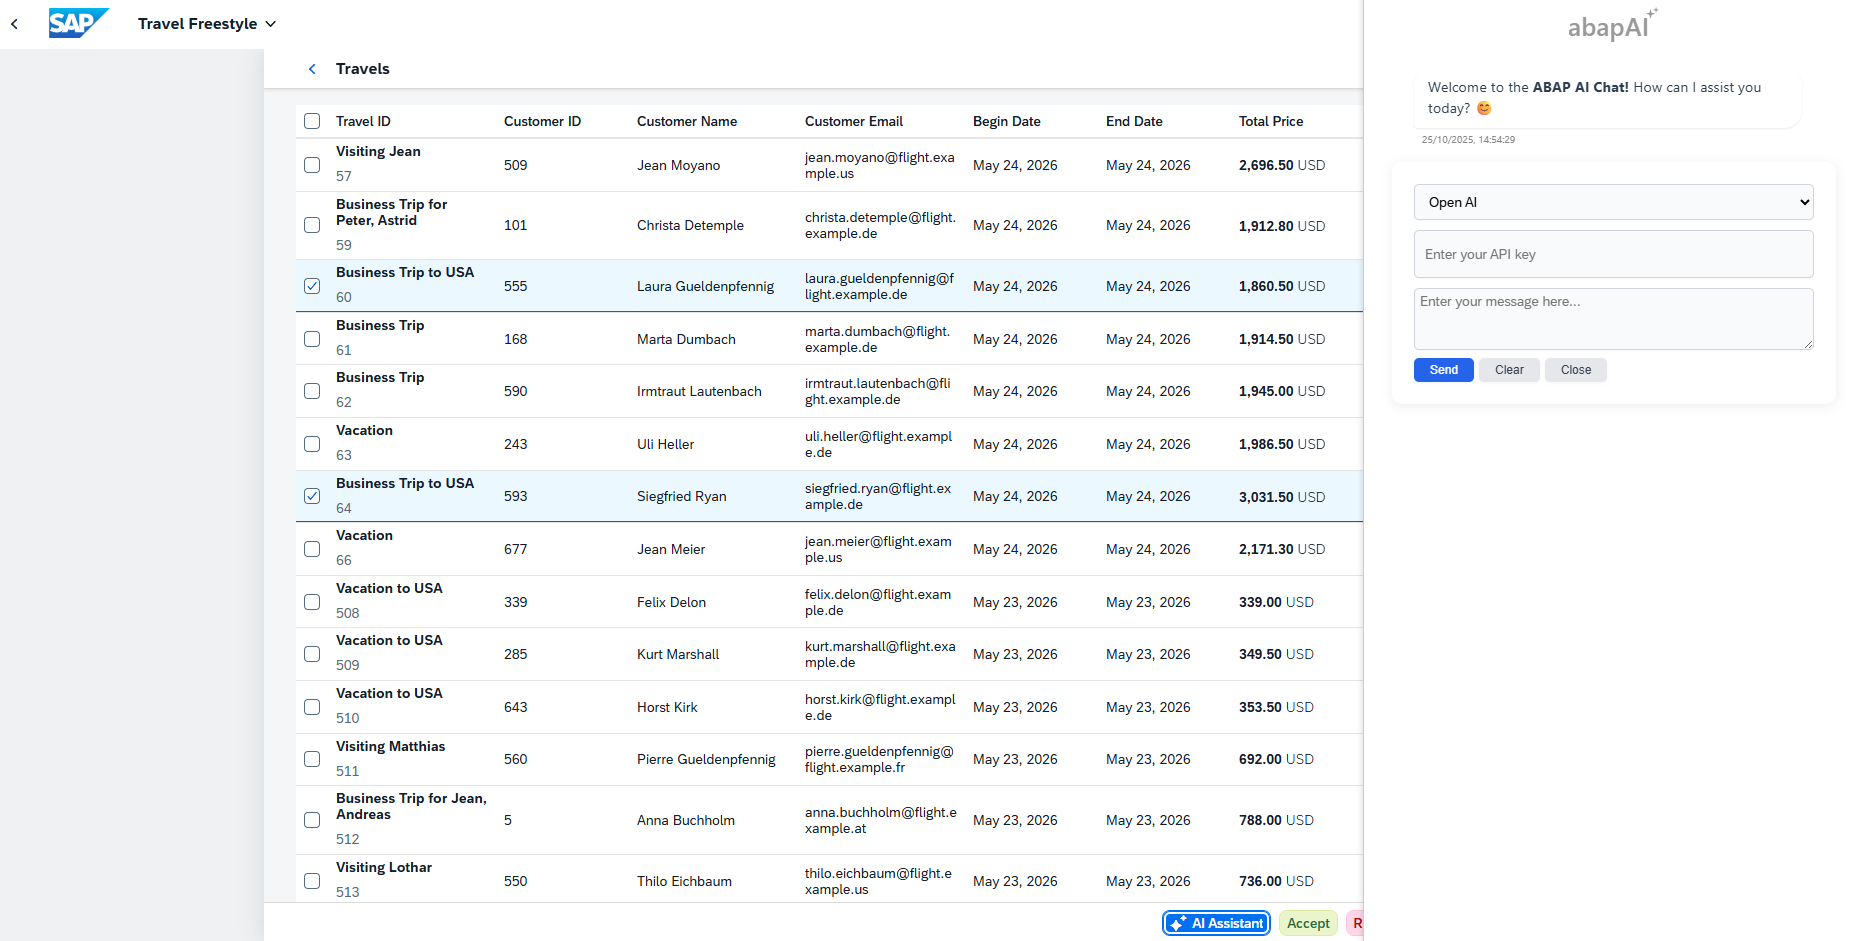 SAP
Travel Freestyle
Travels
Travel ID
Customer ID
Customer Name
Customer Email
Begin Date
End Date
Total Price
Visiting Jean
57
509
Jean Moyano
jean.moyano@flight.exa
mple.us
May 24, 2026
May 24, 2026
2,696.50 USD
Business Trip for
Peter, Astrid
59
101
Christa Detemple
christa.detemple@flight.
example.de
May 24, 2026
May 24, 2026
1,912.80 USD
Business Trip to USA
60
555
Laura Gueldenpfennig
laura.gueldenpfennig@f
light.example.de
May 24, 2026
May 24, 2026
1,860.50 USD
Business Trip
61
168
Marta Dumbach
marta.dumbach@flight.
example.de
May 24, 2026
May 24, 2026
1,914.50 USD
Business Trip
62
590
Irmtraut Lautenbach
irmtraut.lautenbach@fli
ght.example.de
May 24, 2026
May 24, 2026
1,945.00 USD
Vacation
63
243
Uli Heller
uli.heller@flight.exampl
e.de
May 24, 2026
May 24, 2026
1,986.50 USD
Business Trip to USA
64
593
Siegfried Ryan
siegfried.ryan@flight.ex
ample.de
May 24, 2026
May 24, 2026
3,031.50 USD
Vacation
66
677
Jean Meier
jean.meier@flight.exam
ple.us
May 24, 2026
May 24, 2026
2,171.30 USD
Vacation to USA
508
339
Felix Delon
felix.delon@flight.exam
ple.de
May 23, 2026
May 23, 2026
339.00 USD
Vacation to USA
509
285
Kurt Marshall
kurt.marshall@flight.exa
mple.de
May 23, 2026
May 23, 2026
349.50 USD
Vacation to USA
510
643
Horst Kirk
horst.kirk@flight.exampl
e.de
May 23, 2026
May 23, 2026
353.50 USD
Visiting Matthias
511
560
Pierre Gueldenpfennig
pierre.gueldenpfennig@
flight.example.fr
May 23, 2026
May 23, 2026
692.00 USD
Business Trip for Jean,
Andreas
512
5
Anna Buchholm
anna.buchholm@flight.e
xample.at
May 23, 2026
May 23, 2026
788.00 USD
Visiting Lothar
513
550
Thilo Eichbaum
thilo.eichbaum@flight.e
xample.us
May 23, 2026
May 23, 2026
736.00 USD
AI Assistant
Accept
R
abapAI
Welcome to the ABAP AI Chat! How can I assist you
today? 😊
25/10/2025, 14:54:29
Open AI
Enter your API key
Enter your message here...
Send
Clear
Close